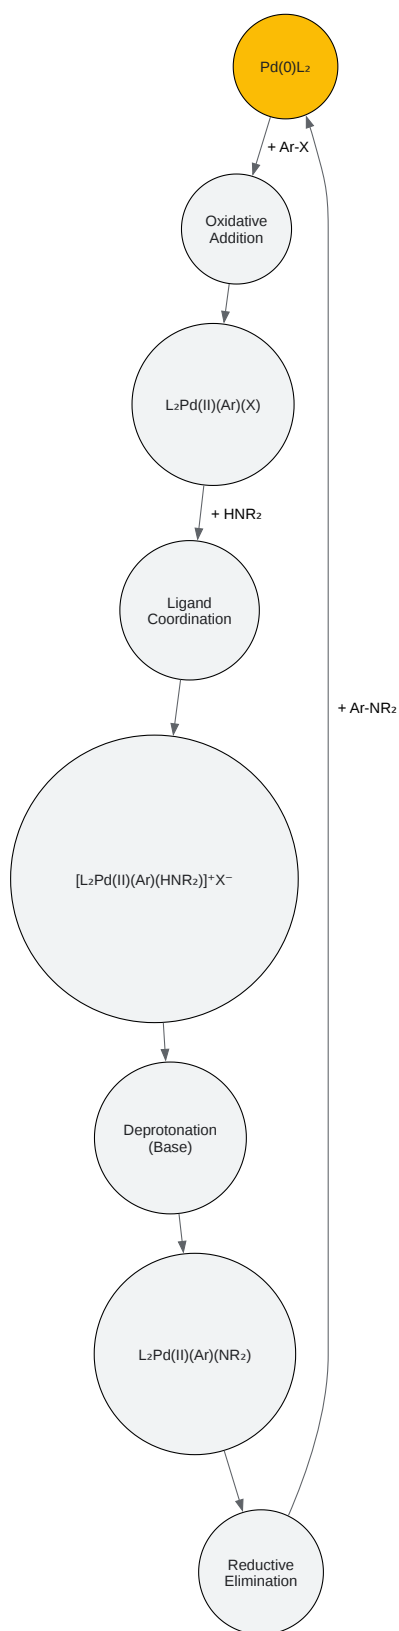 Pd(0)L₂
+ Ar-X
Oxidative
Addition
L₂Pd(II)(Ar)(X)
+ HNR₂
Ligand
Coordination
+ Ar-NR₂
[L₂Pd(II)(Ar)(HNR₂)]⁺X⁻
Deprotonation
(Base)
L₂Pd(II)(Ar)(NR₂)
Reductive
Elimination